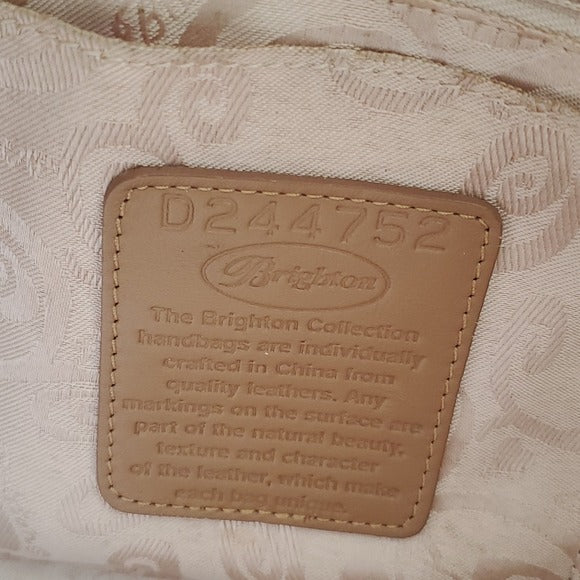 D244752
Brighton
The Brighton Collection
handbags are individually
crafted in China from
quality leathers. Any
markings on the surface are
part of the natural beauty,
texture and character
of the leather, which make
each bag unique.